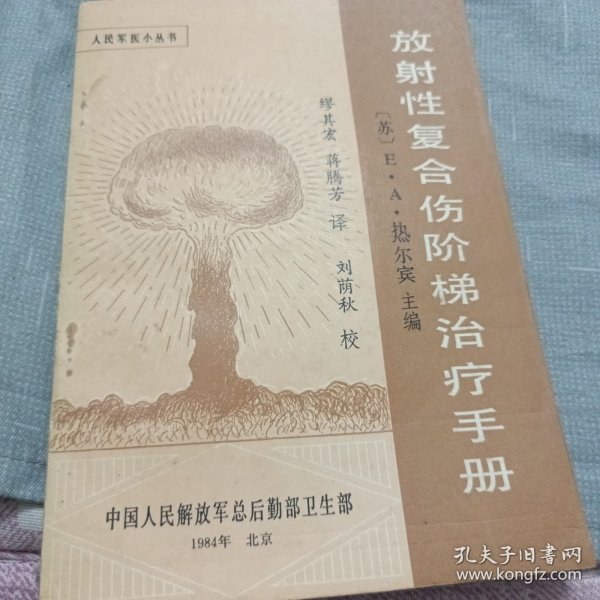 人民军医小丛书
放射性复合伤阶梯治疗手册
〔苏〕E·A·热尔宾 主编
缪其宏 蒋腾芳 译
刘荫秋 校
中国人民解放军总后勤部卫生部
1984年 北京
孔夫子旧书网
www.kongfz.com